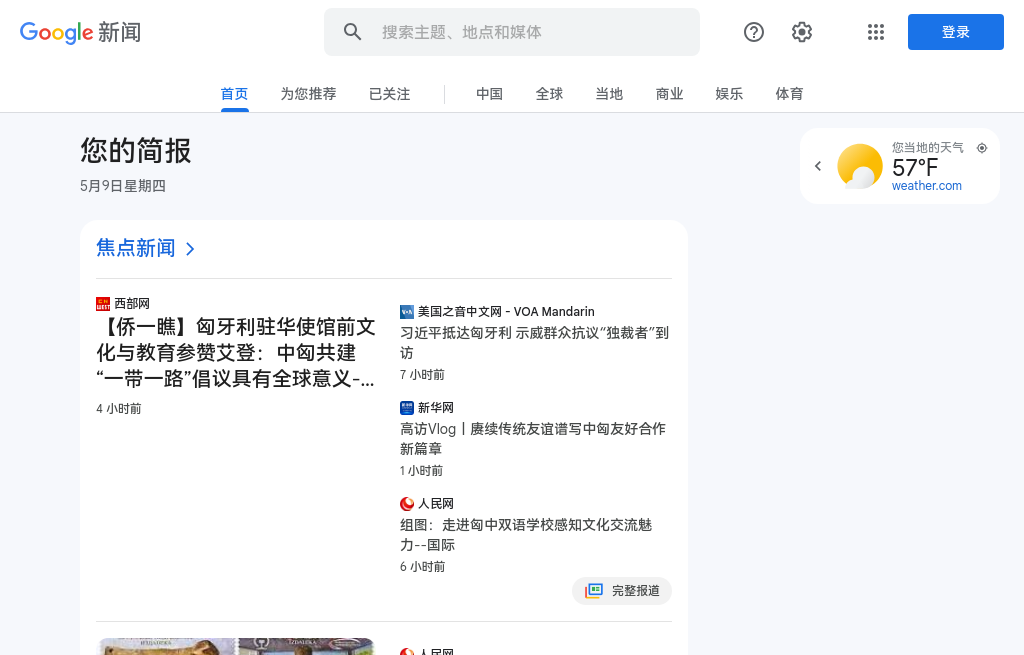 Google 新闻
搜索主题、地点和媒体
登录
首页
为您推荐
已关注
中国
全球
当地
商业
娱乐
体育
您的简报
5月9日星期四
您当地的天气
57°F
weather.com
焦点新闻
西部网
【侨一瞧】匈牙利驻华使馆前文
化与教育参赞艾登：中匈共建
“一带一路”倡议具有全球意义-...
4 小时前
美国之音中文网 - VOA Mandarin
习近平抵达匈牙利 示威群众抗议“独裁者”到
访
7 小时前
新华网
高访Vlog丨赓续传统友谊谱写中匈友好合作
新篇章
1 小时前
人民网
组图：走进匈中双语学校感知文化交流魅
力--国际
6 小时前
完整报道
人民网